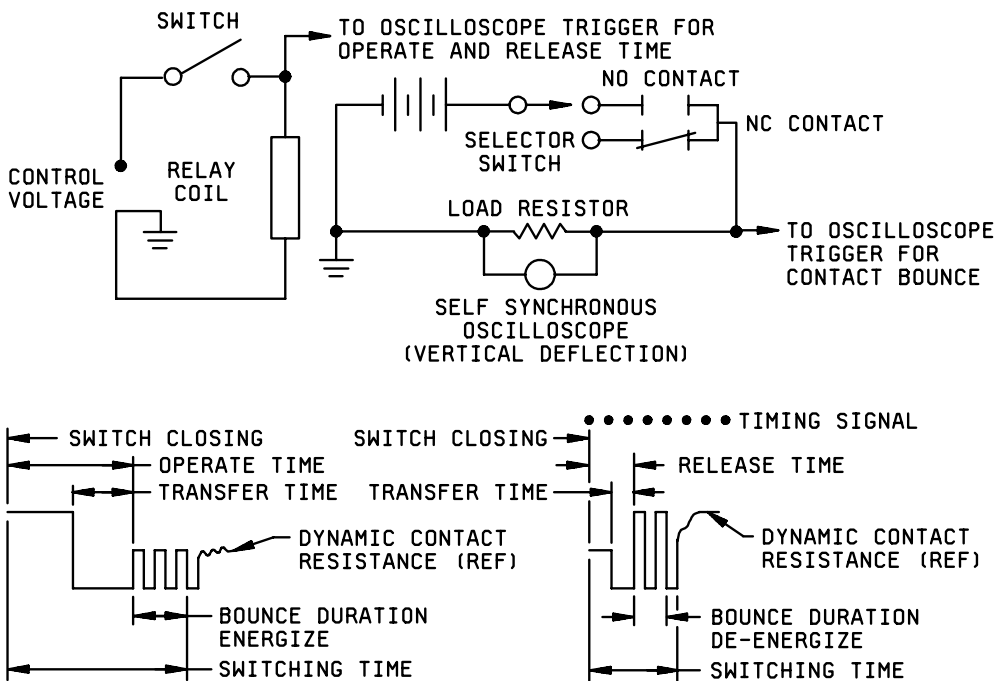 SWITCH
TO OSCILLOSCOPE TRIGGER FOR
OPERATE AND RELEASE TIME
NO CONTACT
NC CONTACT
SELECTOR
SWITCH
CONTROL
VOLTAGE
RELAY
COIL
LOAD RESISTOR
TO OSCILLOSCOPE
TRIGGER FOR
CONTACT BOUNCE
SELF SYNCHRONOUS
OSCILLOSCOPE
(VERTICAL DEFLECTION)
TIMING SIGNAL
SWITCH CLOSING
SWITCH CLOSING
OPERATE TIME
RELEASE TIME
TRANSFER TIME
TRANSFER TIME
DYNAMIC CONTACT
RESISTANCE (REF)
DYNAMIC CONTACT
RESISTANCE (REF)
BOUNCE DURATION
ENERGIZE
BOUNCE DURATION
DE-ENERGIZE
SWITCHING TIME
SWITCHING TIME